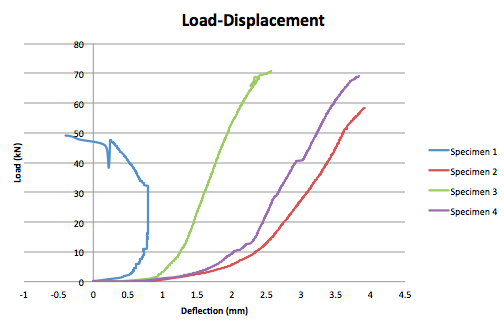 Load-Displacement
80
70
60
50
40
30
20
10
0
-1 -0.5 0 0.5 1 1.5 2 2.5 3 3.5 4 4.5
Load (kN)
Deflection (mm)
Specimen 1
Specimen 2
Specimen 3
Specimen 4